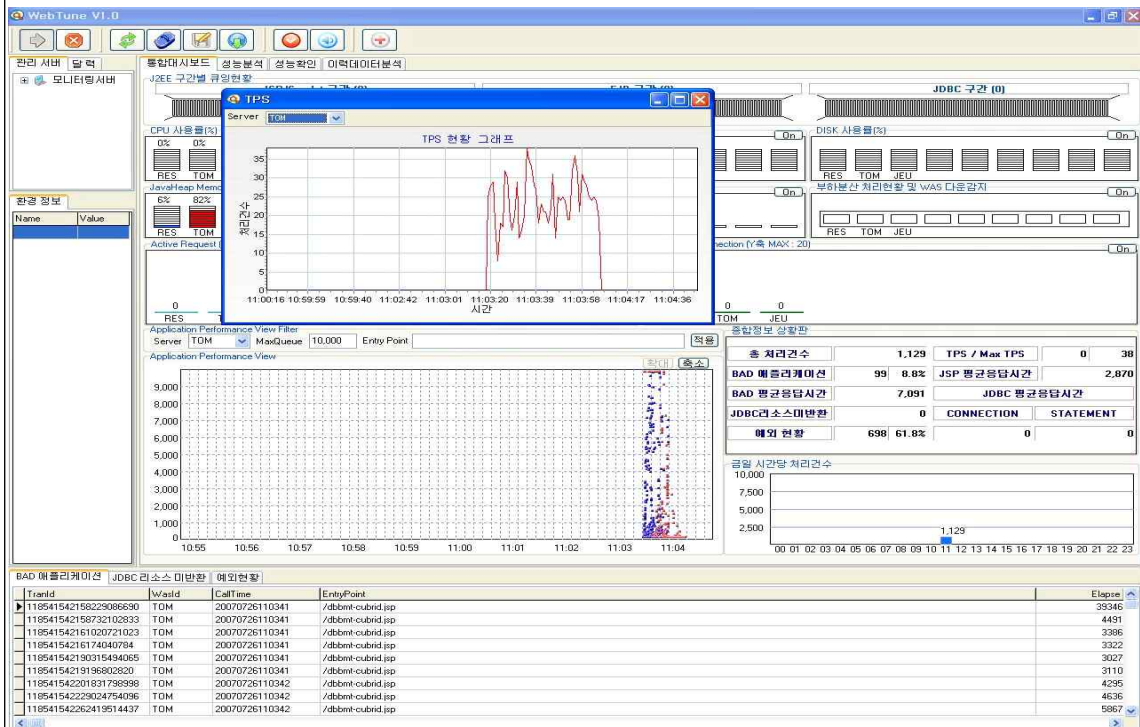 WebTune V1.0
관리 서버 달 력
모니터링서버
통합대시보드 성능분석 성능확인 이력데이터분석
J2EE 구간별 큐잉현황
JDBC 구간 (0)
TPS
Server TOM
TPS 현황 그래프
처리건수
35
30
25
20
15
10
5
0
11:00:16 10:59:59 10:59:40 11:02:42 11:03:01 11:03:20 11:03:39 11:03:58 11:04:17 11:04:36
시간
CPU 사용률(%)
0% 0%
RES TOM
On
DISK 사용률(%)
On
RES TOM JEU
JavaHeap Memo
6% 82%
RES TOM
On
부하분산 처리현황 및 WAS 다운감지
On
RES TOM JEU
환경 정보
Name Value
Active Request
nection (Y축 MAX : 20)
On
0
RES
0 0
TOM JEU
Application Performance View Filter
Server TOM MaxQueue 10,000 Entry Point 적용
Application Performance View
확대 축소
9,000
8,000
7,000
6,000
5,000
4,000
3,000
2,000
1,000
0
10:55 10:56 10:57 10:58 10:59 11:00 11:01 11:02 11:03 11:04
종합정보 상황판
총 처리건수 1,129 TPS / Max TPS 0 38
BAD 애플리케이션 99 8.8% JSP 평균응답시간 2,870
BAD 평균응답시간 7,091 JDBC 평균응답시간
JDBC리소스미반환 0 CONNECTION STATEMENT
예외 현황 698 61.8% 0 0
금일 시간당 처리건수
10,000
7,500
5,000
2,500
1,129
00 01 02 03 04 05 06 07 08 09 10 11 12 13 14 15 16 17 18 19 20 21 22 23
BAD 애플리케이션 JDBC 리소스 미반환 예외현황
TranId WasId CallTime EntryPoint Elapse
118541542158229086690 TOM 20070726110341 /dbbmt-cubrid.jsp 39346
118541542158732102833 TOM 20070726110341 /dbbmt-cubrid.jsp 4491
118541542161020721023 TOM 20070726110341 /dbbmt-cubrid.jsp 3386
11854154216174040784 TOM 20070726110341 /dbbmt-cubrid.jsp 3322
118541542190315494065 TOM 20070726110341 /dbbmt-cubrid.jsp 3027
11854154219196802820 TOM 20070726110341 /dbbmt-cubrid.jsp 3110
118541542201831798998 TOM 20070726110342 /dbbmt-cubrid.jsp 4295
118541542229024754096 TOM 20070726110342 /dbbmt-cubrid.jsp 4636
118541542262419514437 TOM 20070726110342 /dbbmt-cubrid.jsp 5867